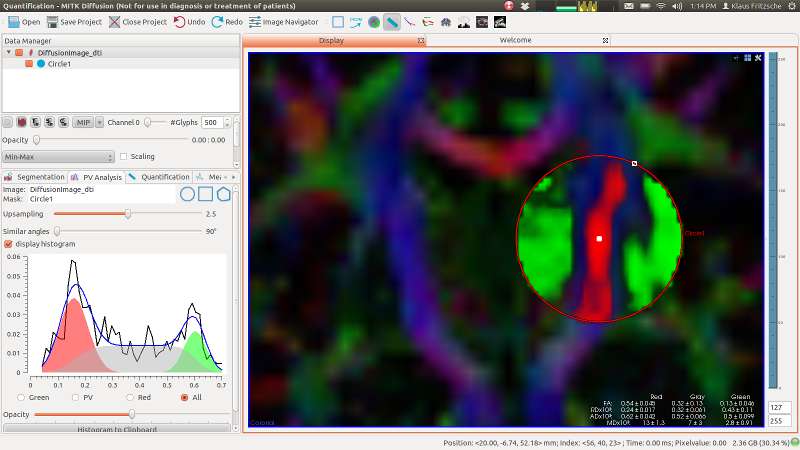 Quantification - MITK Diffusion (Not for use in diagnosis or treatment of patients)
1:14 PM Klaus Fritzsche
Open Save Project Close Project Undo Redo Image Navigator
Data Manager
DiffusionImage_dti
Circle1
MIP Channel 0 #Glyphs 500
Opacity 0.00 : 0.00
Min-Max Scaling
Segmentation PV Analysis Quantification
Image: DiffusionImage_dti
Mask: Circle1
Upsampling 2.5
Similar angles 90°
display histogram
0.06
0.05
0.04
0.03
0.02
0.01
0
0 0.1 0.2 0.3 0.4 0.5 0.6 0.7
Green PV Red All
Opacity
Histogram to Clipboard
Display Welcome
Circle1
Red Gray Green
FA: 0.54 ± 0.045 0.32 ± 0.13 0.13 ± 0.046
0.24 ± 0.017 0.32 ± 0.061 0.43 ± 0.11
0.62 ± 0.042 0.52 ± 0.066 0.5 ± 0.099
13 ± 1.3 7 ± 3 2.8 ± 0.91
Coronal
127
255
Position: <20.00, -6.74, 52.18> mm; Index: <56, 40, 23> ; Time: 0.00 ms; Pixelvalue: 0.00 2.36 GB (30.34 %)